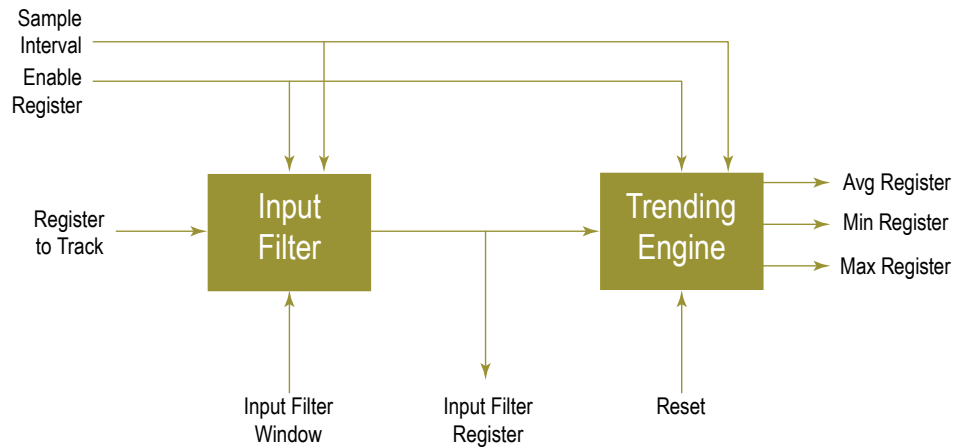 Sample
Interval
Enable
Register
Input
Filter
Trending
Engine
Avg Register
Min Register
Max Register
Register
to Track
Input Filter
Window
Input Filter
Register
Reset